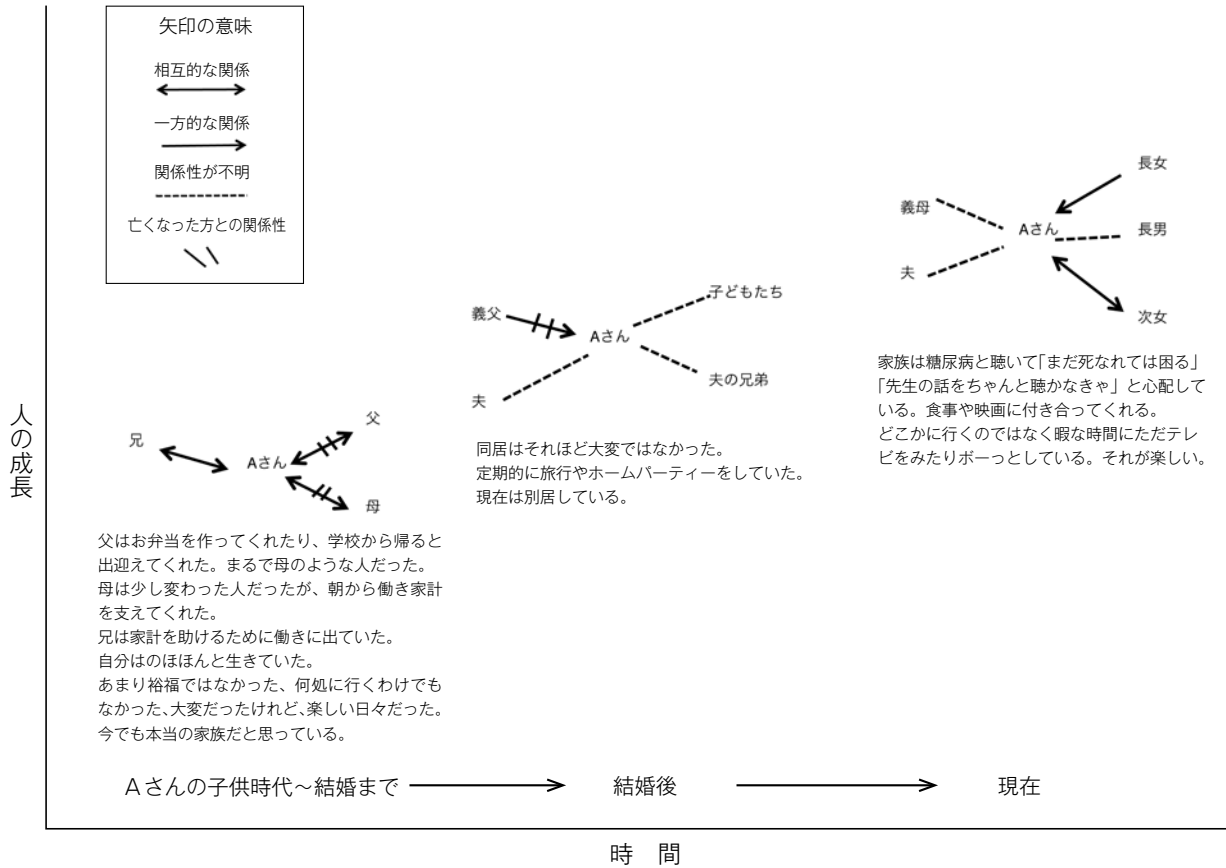 矢印の意味
相互的な関係
一方的な関係
関係性が不明
亡くなった方との関係性
人の成長
兄
Aさん
父
母
父はお弁当を作ってくれたり、学校から帰ると
出迎えてくれた。まるで母のような人だった。
母は少し変わった人だったが、朝から働き家計
を支えてくれた。
兄は家計を助けるために働きに出ていた。
自分はのほほんと生きていた。
あまり裕福ではなかった、何処に行くわけでも
なかった、大変だったけれど、楽しい日々だった。
今でも本当の家族だと思っている。
義父
夫
Aさん
子どもたち
夫の兄弟
同居はそれほど大変ではなかった。
定期的に旅行やホームパーティーをしていた。
現在は別居している。
義母
夫
Aさん
長女
長男
次女
家族は糖尿病と聴いて「まだ死なれては困る」
「先生の話をちゃんと聴かなきゃ」と心配して
いる。食事や映画に付き合ってくれる。
どこかに行くのではなく暇な時間にただテレ
ビをみたりボーっとしている。それが楽しい。
Aさんの子供時代～結婚まで
結婚後
現在
時 間